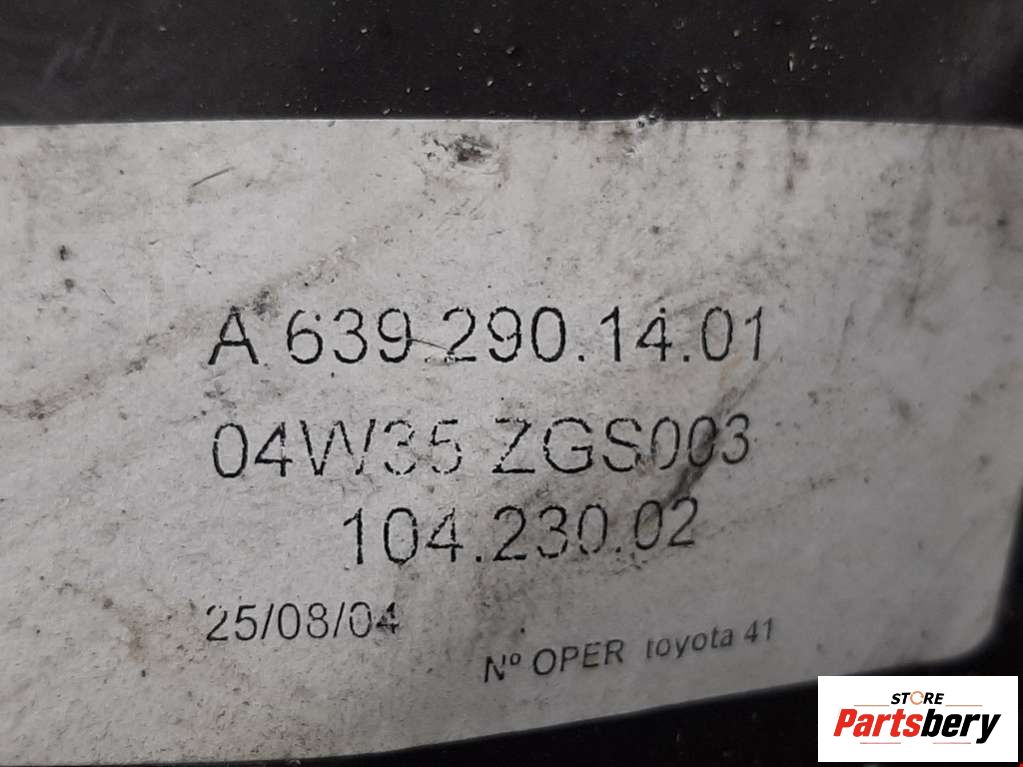 A 639.290.14.01
04W35 ZGS003
104.230.02
25/08/04
Nº OPER toyota 41
STORE
Partsbery